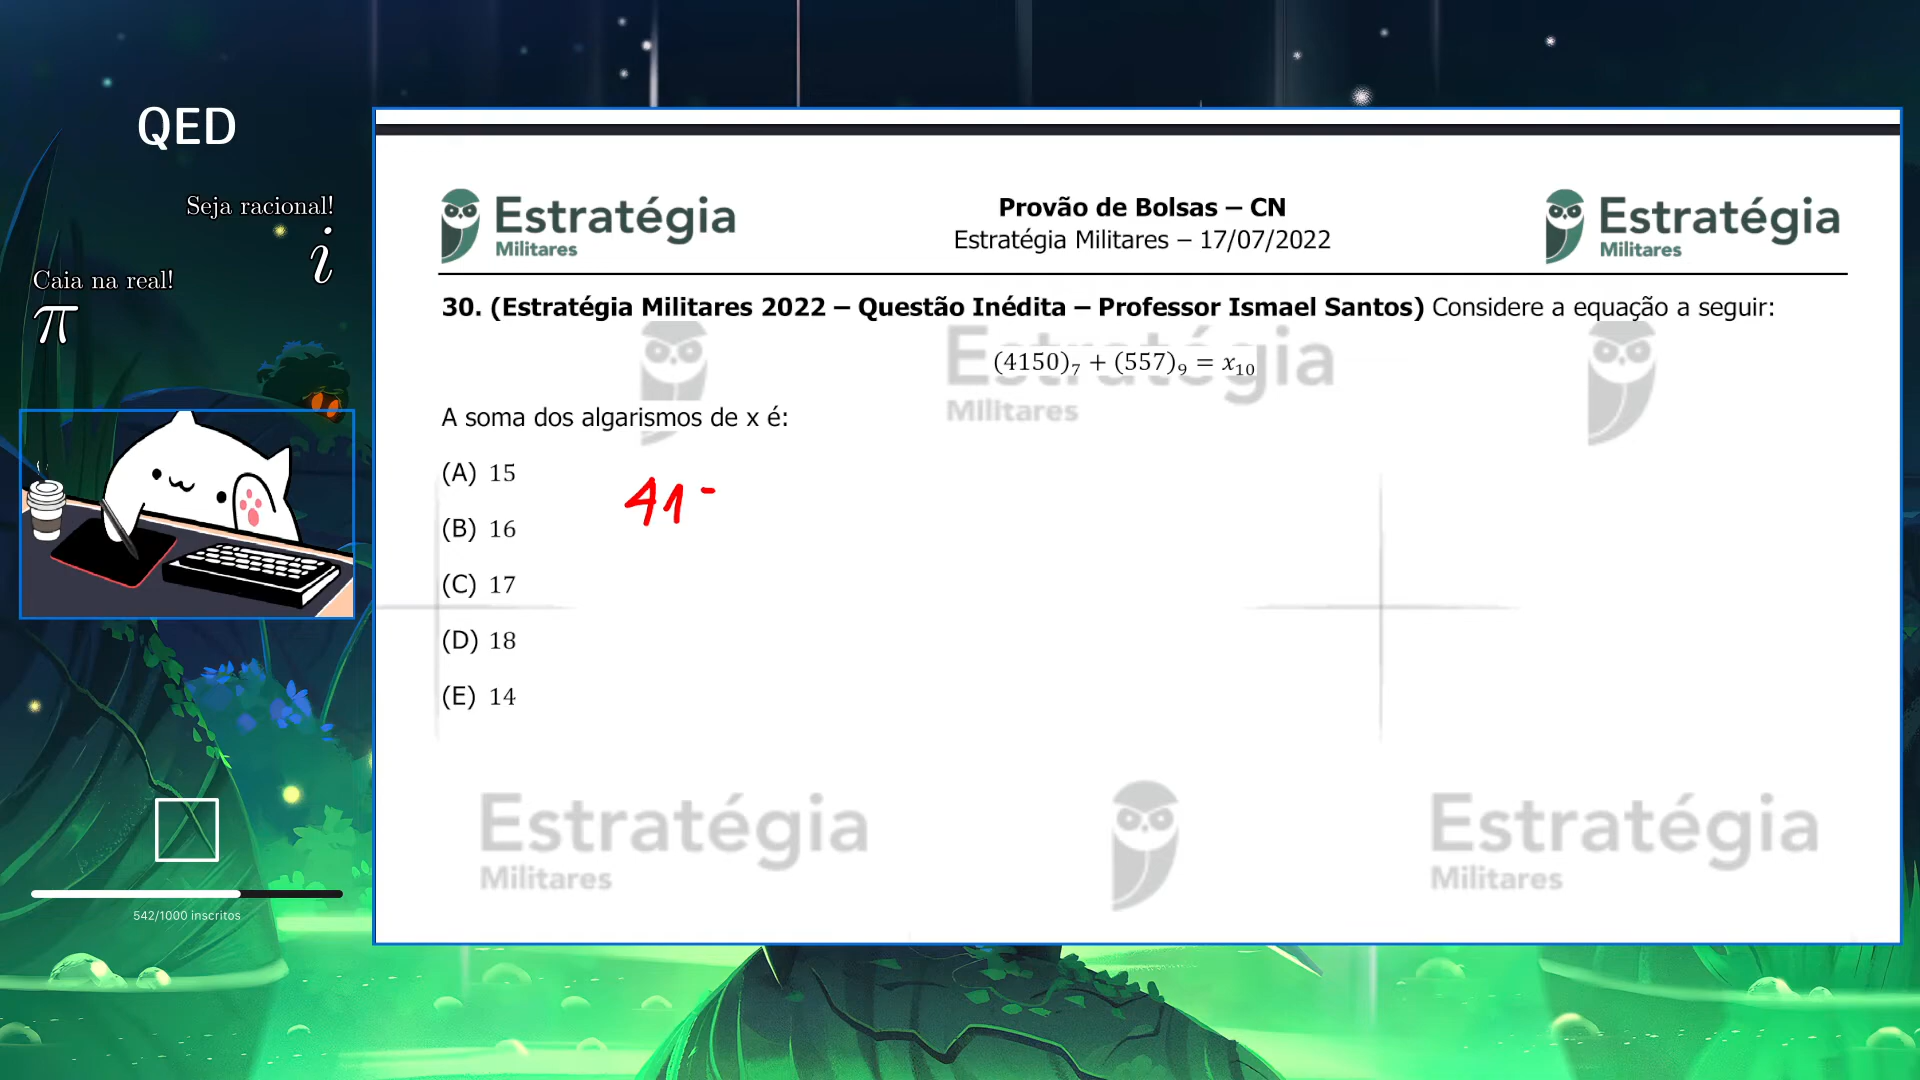 QED
Seja racional!
i
Caia na real!
π
542/1000 inscritos
Estratégia
Militares
Provão de Bolsas – CN
Estratégia Militares – 17/07/2022
Estratégia
Militares
30. (Estratégia Militares 2022 – Questão Inédita – Professor Ismael Santos) Considere a equação a seguir:
(4150)₇ + (557)₉ = x₁₀
A soma dos algarismos de x é:
(A) 15
(B) 16
(C) 17
(D) 18
(E) 14
41-
Estratégia
Militares
Estratégia
Militares
Estratégia
Militares